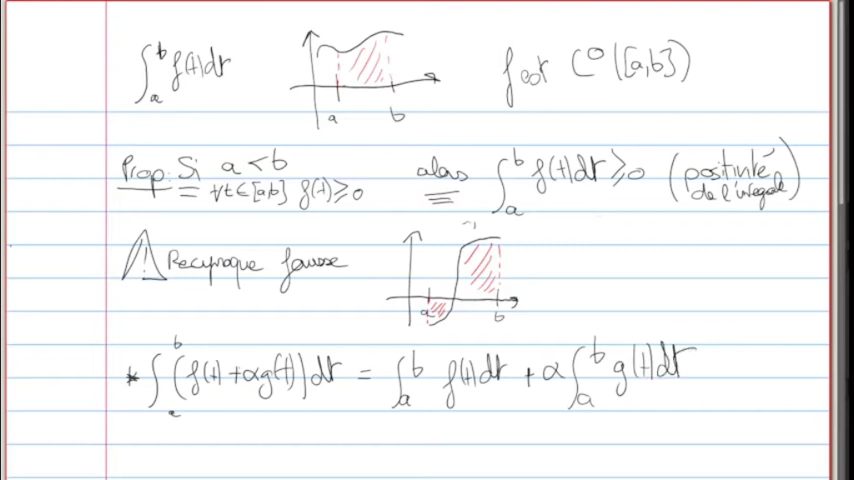 ∫_a^b f(t)dt a b f est C⁰([a,b])
Prop: Si a < b alors ∫_a^b f(t)dt ≥ 0 (positivité
∀t ∈ [a,b] f(t) ≥ 0 de l'intégrale)
⚠ Réciproque fausse a b
* ∫_a^b (f(t) + αg(t)) dt = ∫_a^b f(t)dt + α ∫_a^b g(t)dt